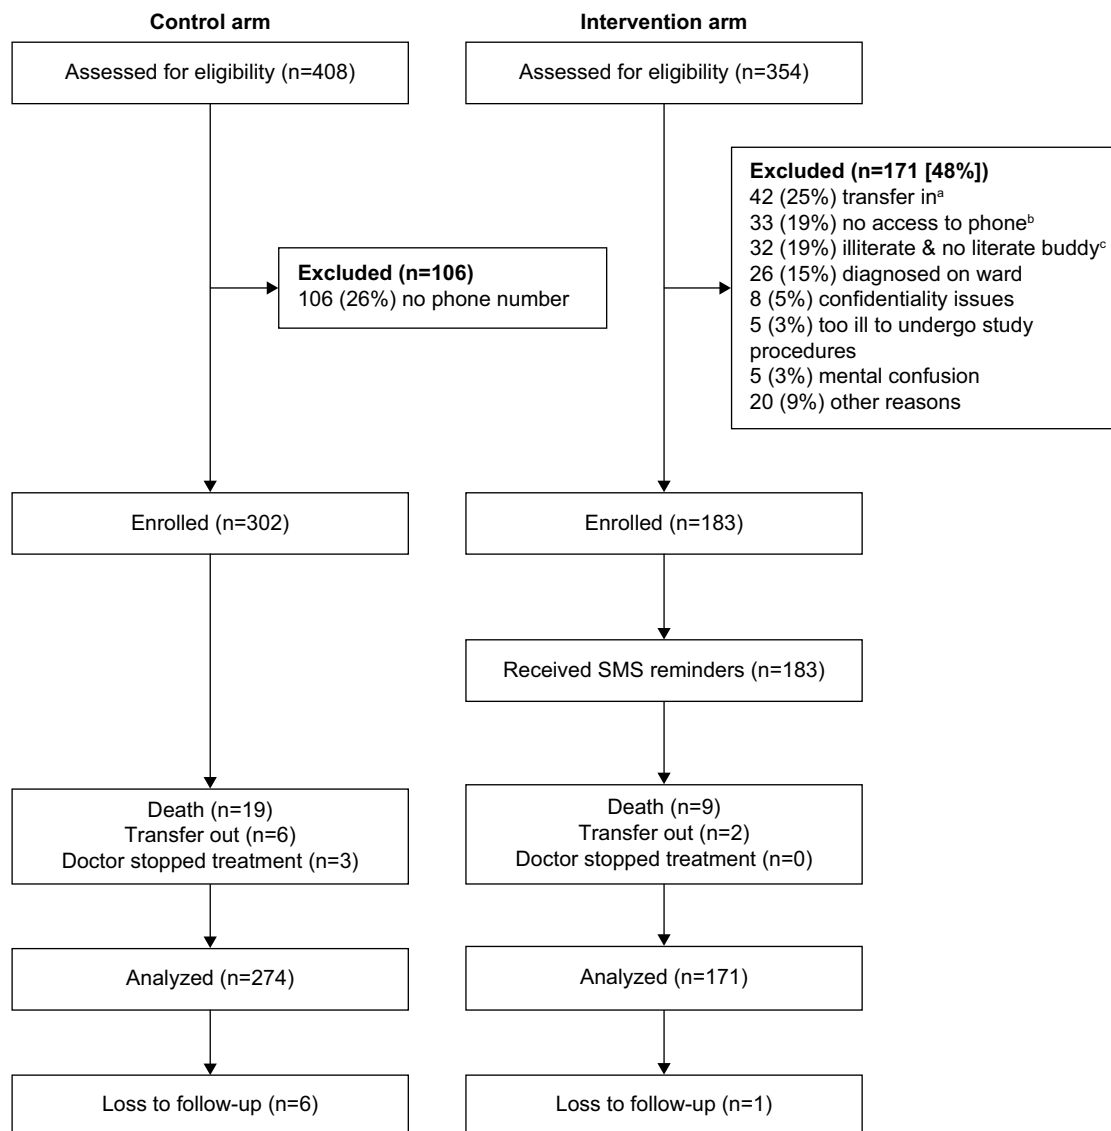 Control arm
Intervention arm
Assessed for eligibility (n=408)
Assessed for eligibility (n=354)
Excluded (n=171 [48%])
42 (25%) transfer inᵃ
33 (19%) no access to phoneᵇ
32 (19%) illiterate & no literate buddyᶜ
26 (15%) diagnosed on ward
8 (5%) confidentiality issues
5 (3%) too ill to undergo study
procedures
5 (3%) mental confusion
20 (9%) other reasons
Excluded (n=106)
106 (26%) no phone number
Enrolled (n=302)
Enrolled (n=183)
Received SMS reminders (n=183)
Death (n=19)
Transfer out (n=6)
Doctor stopped treatment (n=3)
Death (n=9)
Transfer out (n=2)
Doctor stopped treatment (n=0)
Analyzed (n=274)
Analyzed (n=171)
Loss to follow-up (n=6)
Loss to follow-up (n=1)